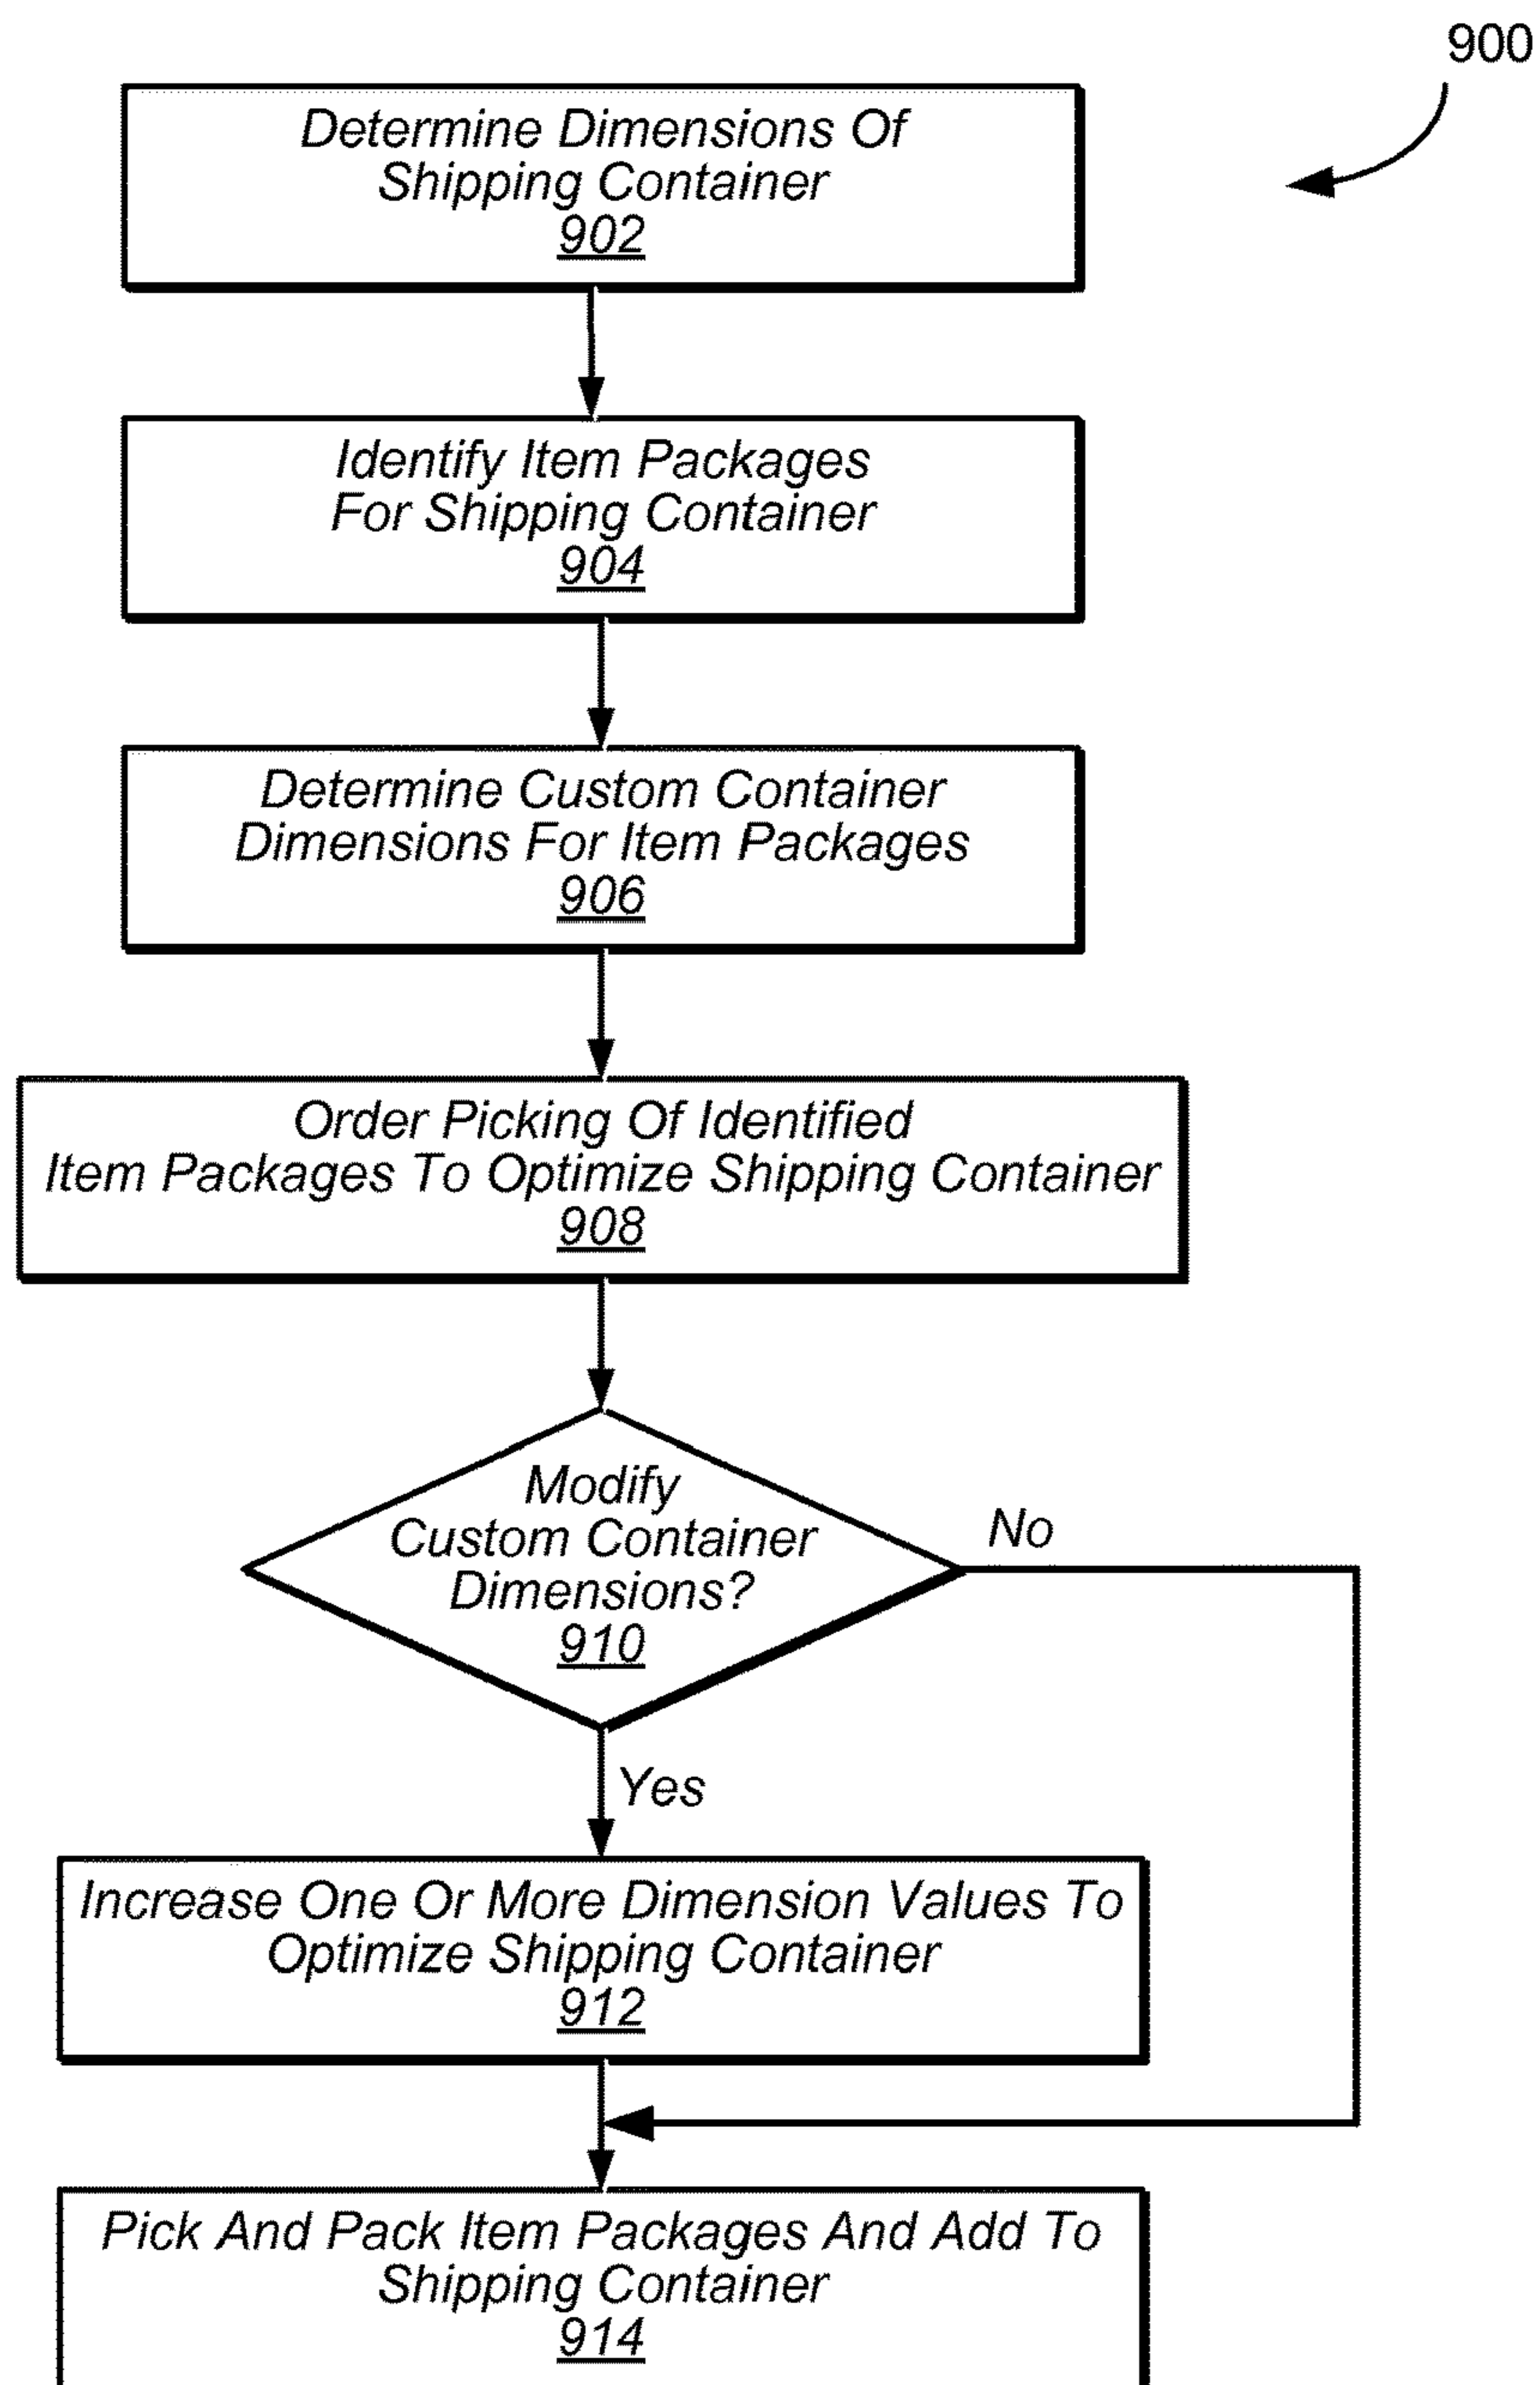 900
Determine Dimensions Of
Shipping Container
902
Identify Item Packages
For Shipping Container
904
Determine Custom Container
Dimensions For Item Packages
906
Order Picking Of Identified
Item Packages To Optimize Shipping Container
908
Modify
Custom Container
Dimensions?
910
No
Yes
Increase One Or More Dimension Values To
Optimize Shipping Container
912
Pick And Pack Item Packages And Add To
Shipping Container
914